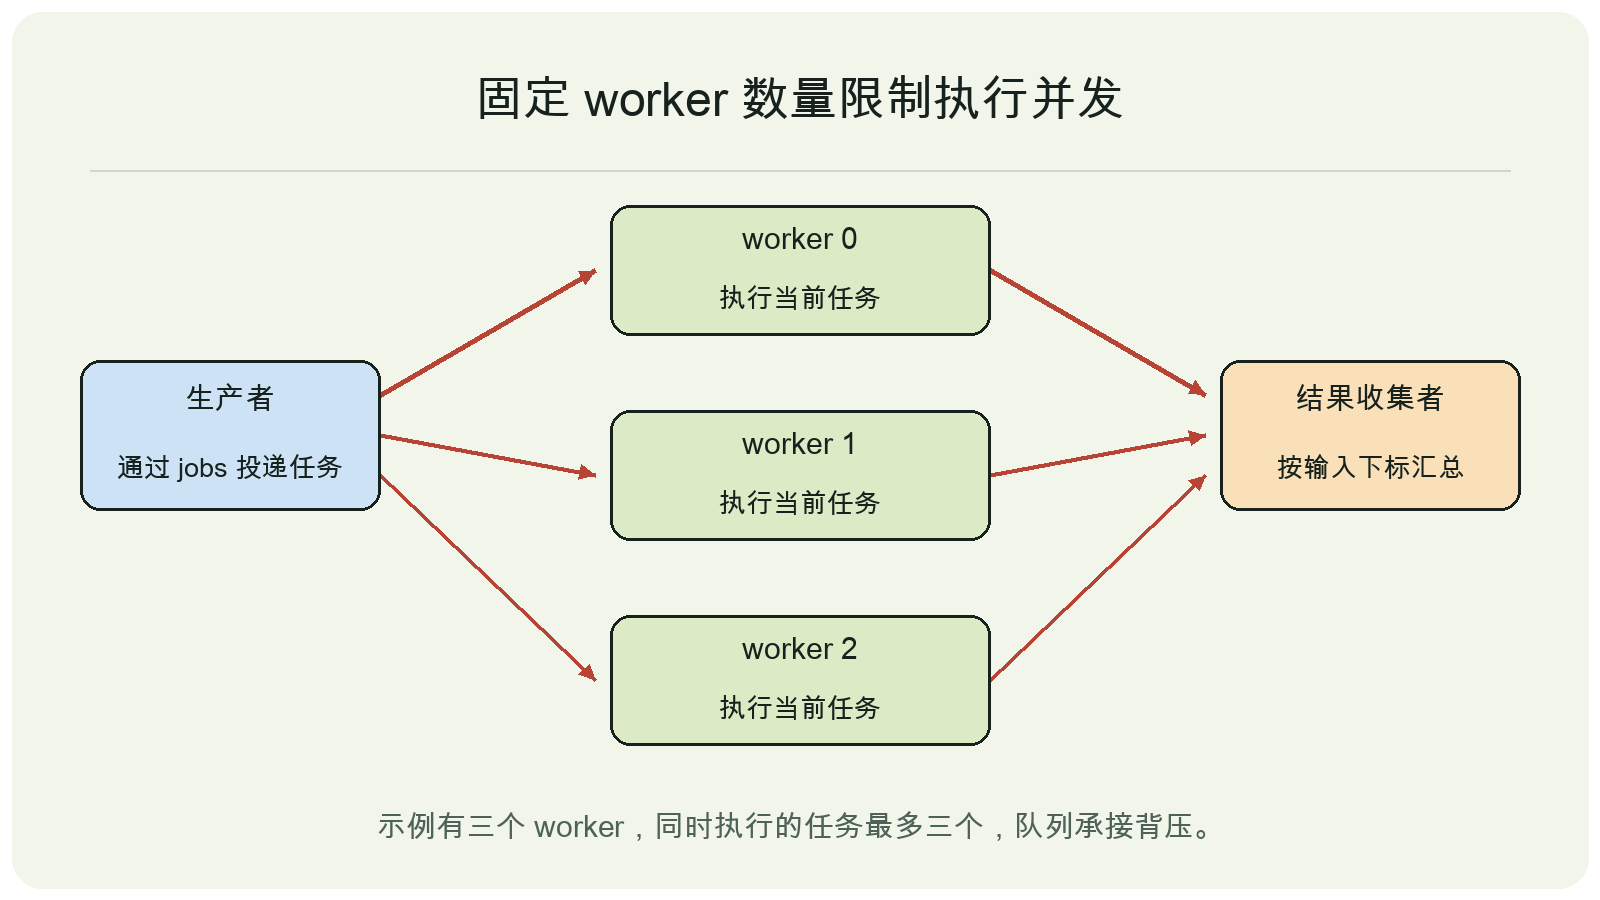 固定 worker 数量限制执行并发
worker 0
执行当前任务
生产者
通过 jobs 投递任务
worker 1
执行当前任务
结果收集者
按输入下标汇总
worker 2
执行当前任务
示例有三个 worker，同时执行的任务最多三个，队列承接背压。